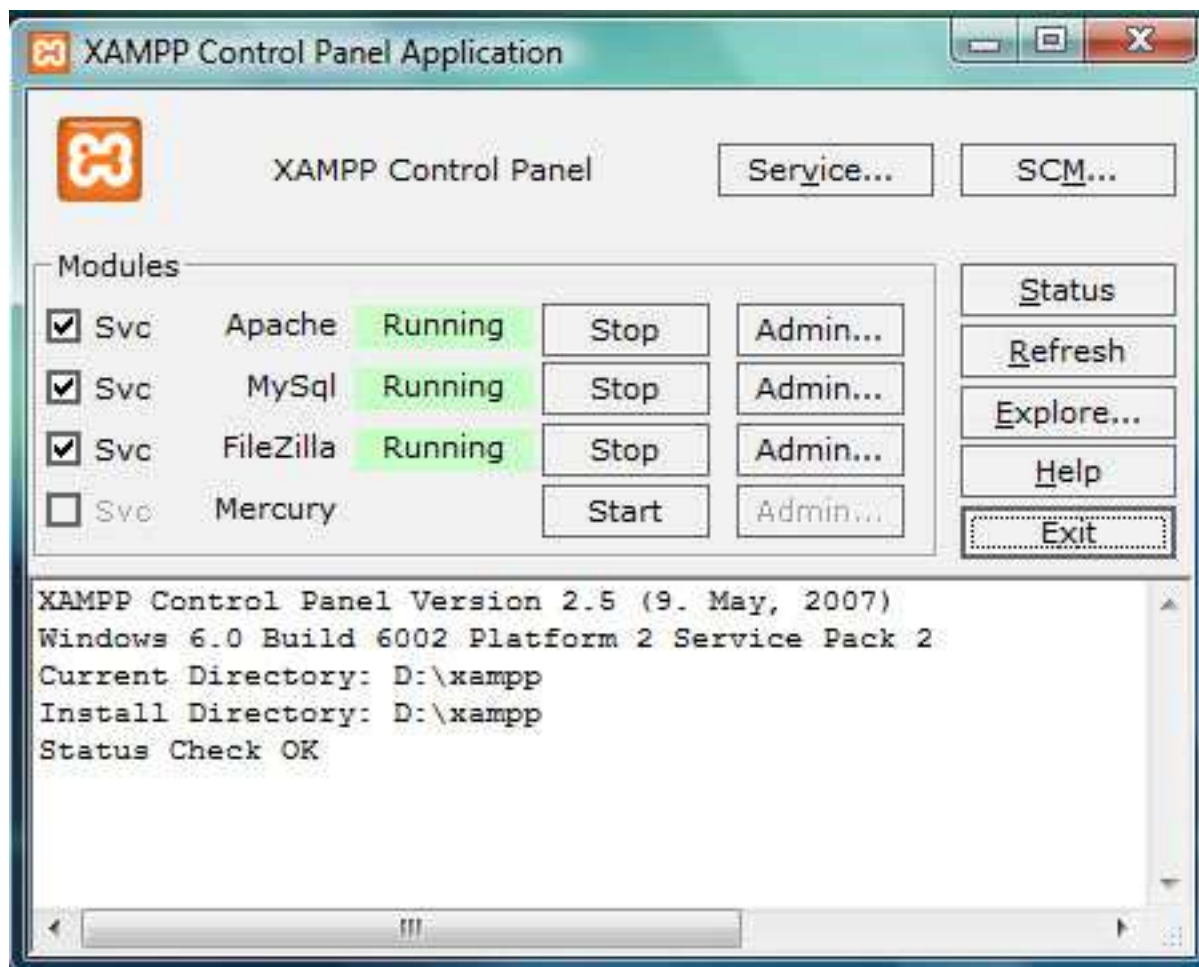 XAMPP Control Panel Application
XAMPP Control Panel Service... SCM...
Modules
Status
Svc Apache Running Stop Admin...
Refresh
Svc MySql Running Stop Admin...
Explore...
Svc FileZilla Running Stop Admin...
Help
Svc Mercury Start Admin...
Exit
XAMPP Control Panel Version 2.5 (9. May, 2007)
Windows 6.0 Build 6002 Platform 2 Service Pack 2
Current Directory: D:\xampp
Install Directory: D:\xampp
Status Check OK